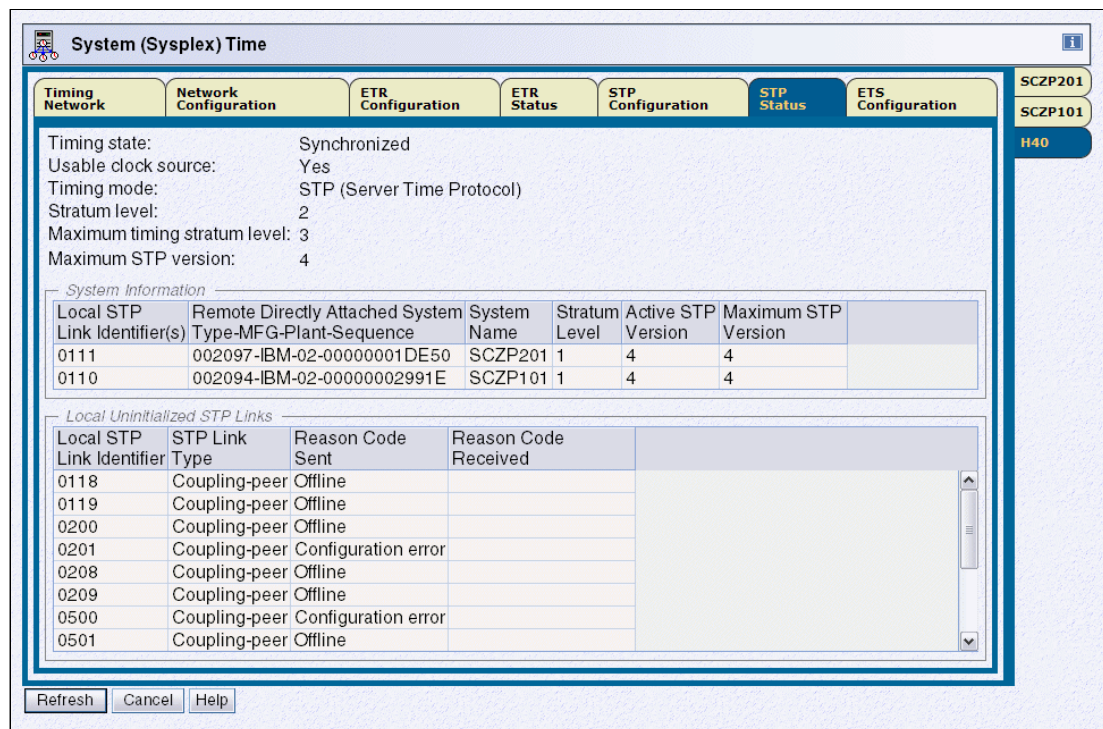 System (Sysplex) Time
i
Timing Network
Network Configuration
ETR Configuration
ETR Status
STP Configuration
STP Status
ETS Configuration
SCZP201
SCZP101
H40
Timing state: Synchronized
Usable clock source: Yes
Timing mode: STP (Server Time Protocol)
Stratum level: 2
Maximum timing stratum level: 3
Maximum STP version: 4
System Information
Local STP Link Identifier(s) Remote Directly Attached System Type-MFG-Plant-Sequence System Name Stratum Level Active STP Version Maximum STP Version
0111 002097-IBM-02-00000001DE50 SCZP201 1 4 4
0110 002094-IBM-02-00000002991E SCZP101 1 4 4
Local Uninitialized STP Links
Local STP Link Identifier STP Link Type Reason Code Sent Reason Code Received
0118 Coupling-peer Offline
0119 Coupling-peer Offline
0200 Coupling-peer Offline
0201 Coupling-peer Configuration error
0208 Coupling-peer Offline
0209 Coupling-peer Offline
0500 Coupling-peer Configuration error
0501 Coupling-peer Offline
Refresh Cancel Help